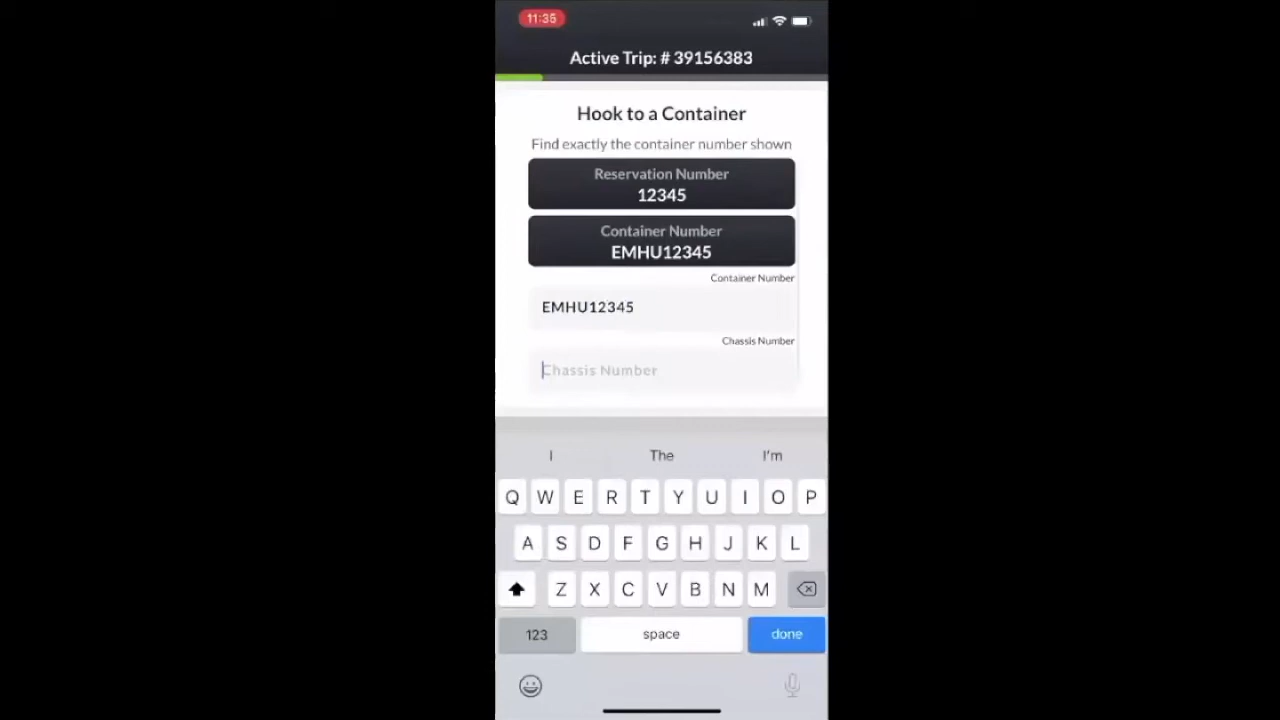 11:35
Active Trip: # 39156383
Hook to a Container
Find exactly the container number shown
Reservation Number
12345
Container Number
EMHU12345
Container Number
EMHU12345
Chassis Number
Chassis Number
I The I'm
Q W E R T Y U I O P
A S D F G H J K L
Z X C V B N M
123 space done